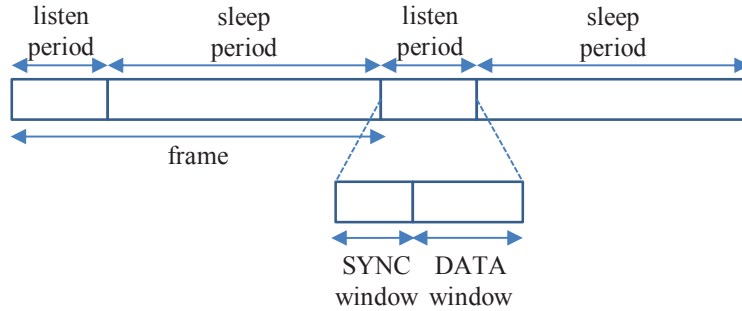 listen
period
sleep
period
listen
period
sleep
period
frame
SYNC
window
DATA
window